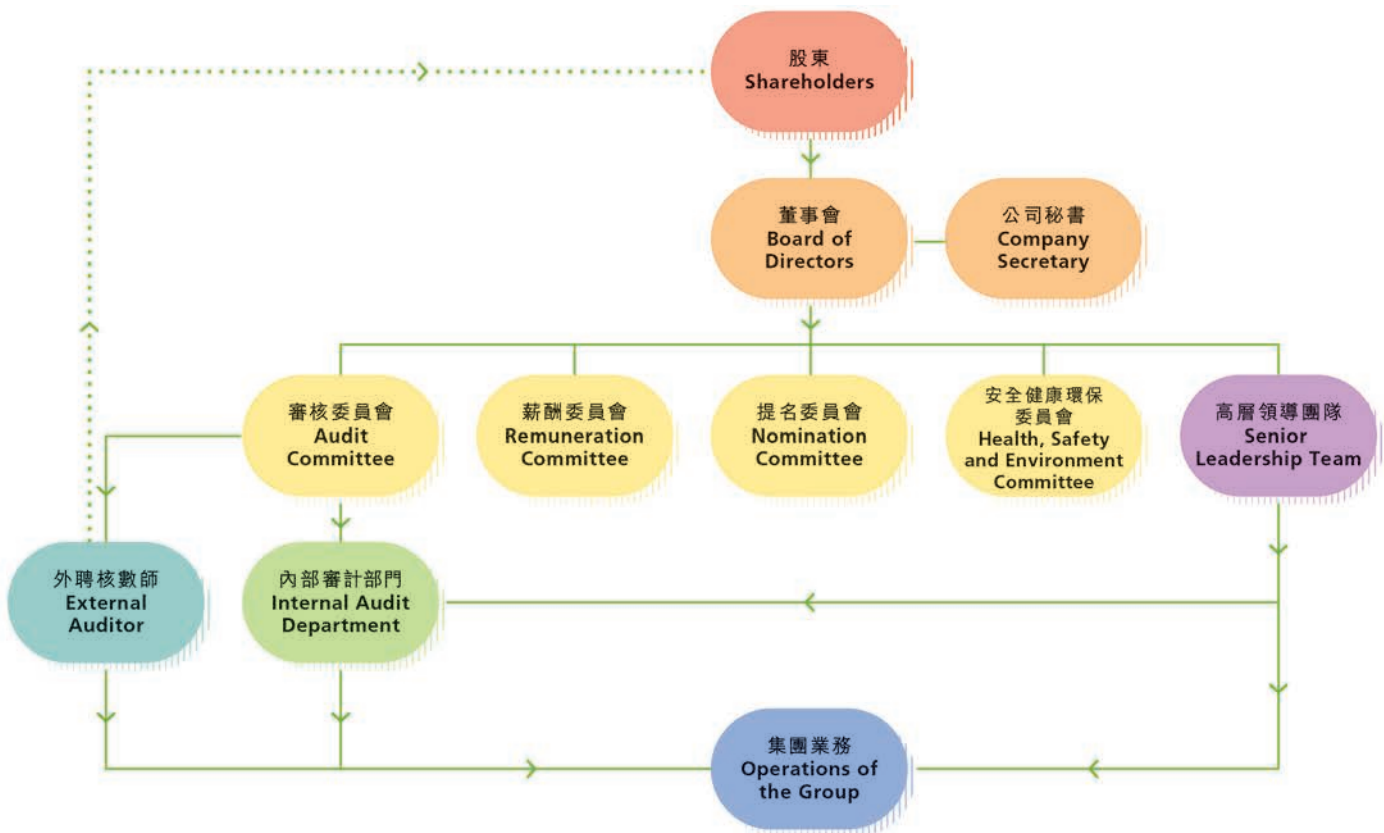 股東
Shareholders
董事會
Board of
Directors
公司秘書
Company
Secretary
審核委員會
Audit
Committee
薪酬委員會
Remuneration
Committee
提名委員會
Nomination
Committee
安全健康環保
委員會
Health, Safety
and Environment
Committee
高層領導團隊
Senior
Leadership Team
外聘核數師
External
Auditor
內部審計部門
Internal Audit
Department
集團業務
Operations of
the Group